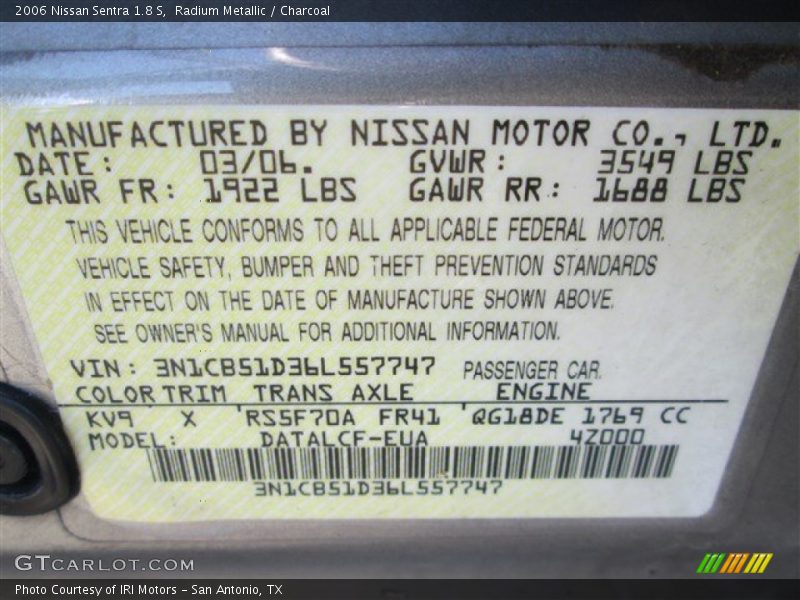 2006 Nissan Sentra 1.8 S,  Radium Metallic / Charcoal
MANUFACTURED BY NISSAN MOTOR CO., LTD.
DATE: 03/06. GVWR: 3549 LBS
GAWR FR: 1922 LBS GAWR RR: 1688 LBS
THIS VEHICLE CONFORMS TO ALL APPLICABLE FEDERAL MOTOR.
VEHICLE SAFETY, BUMPER AND THEFT PREVENTION STANDARDS
IN EFFECT ON THE DATE OF MANUFACTURE SHOWN ABOVE.
SEE OWNER'S MANUAL FOR ADDITIONAL INFORMATION.
VIN: 3N1CB51D36L557747 PASSENGER CAR.
COLOR TRIM TRANS AXLE ENGINE
KV9 X 'RS5F70A FR41 'QG18DE 1769 CC
MODEL: DATALCF-EUA 4Z000
3N1CB51D36L557747
GTCARLOT.COM
Photo Courtesy of IRI Motors – San Antonio, TX